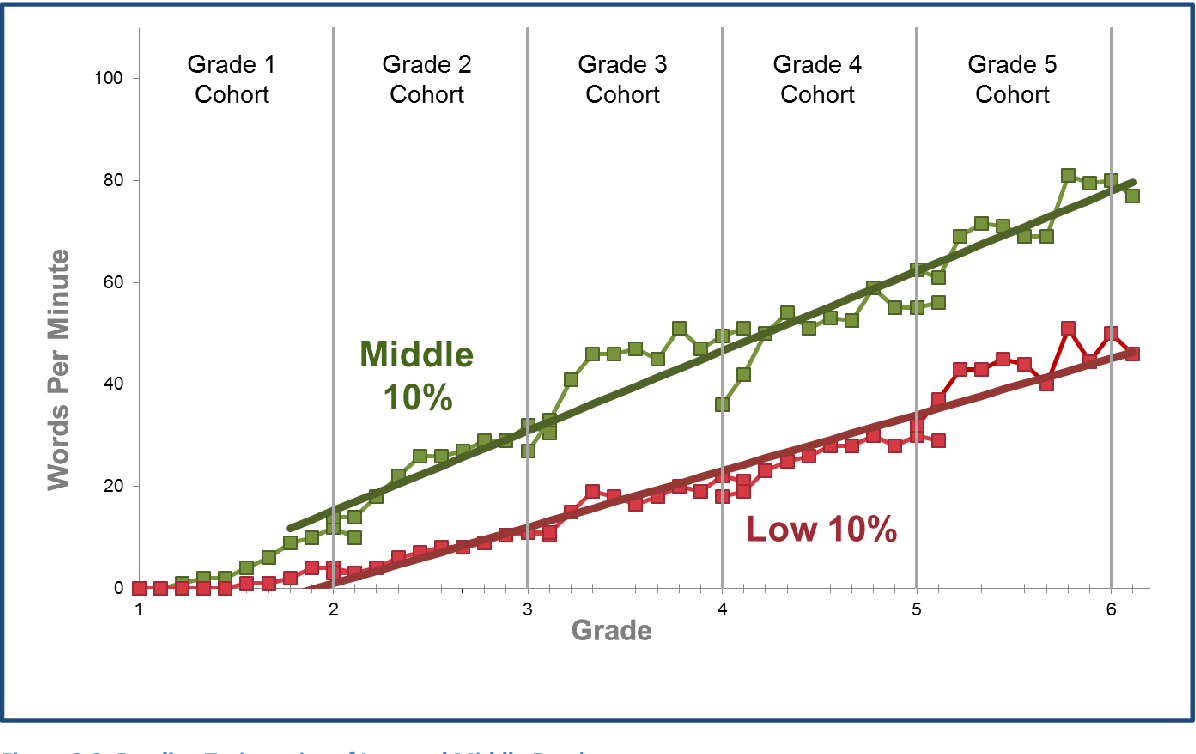 Grade 1
Cohort
Grade 2
Cohort
Grade 3
Cohort
Grade 4
Cohort
Grade 5
Cohort
100
80
60
40
20
0
Words Per Minute
Middle
10%
Low 10%
1
2
3
4
5
6
Grade